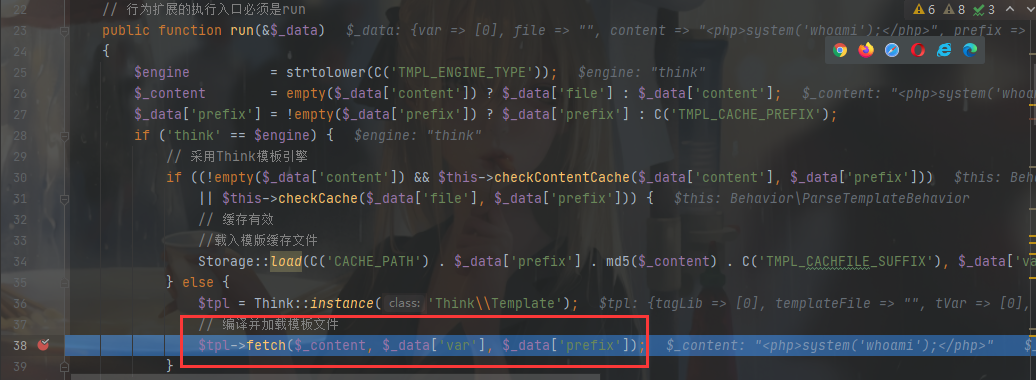 22 // 行为扩展的执行入口必须是run 6 8 3
23 public function run(&$_data) $_data: {var => [0], file => "", content => "<php>system('whoami');</php>", prefix =>
24 {
25 $engine = strtolower(C('TMPL_ENGINE_TYPE')); $engine: "think"
26 $_content = empty($_data['content']) ? $_data['file'] : $_data['content']; $_content: "<php>system('whoam
27 $_data['prefix'] = !empty($_data['prefix']) ? $_data['prefix'] : C('TMPL_CACHE_PREFIX');
28 if ('think' == $engine) { $engine: "think"
29 // 采用Think模板引擎
30 if ((!empty($_data['content']) && $this->checkContentCache($_data['content'], $_data['prefix'])) $this: Beh
31 || $this->checkCache($_data['file'], $_data['prefix'])) { $this: Behavior\ParseTemplateBehavior
32 // 缓存有效
33 //载入模版缓存文件
34 Storage::load(C('CACHE_PATH') . $_data['prefix'] . md5($_content) . C('TMPL_CACHFILE_SUFFIX'), $_data['va
35 } else {
36 $tpl = Think::instance( class: 'Think\\Template'); $tpl: {tagLib => [0], templateFile => "", tVar => [0],
37 // 编译并加载模板文件
38 $tpl->fetch($_content, $_data['var'], $_data['prefix']); $_content: "<php>system('whoami');</php>" $_
39 }